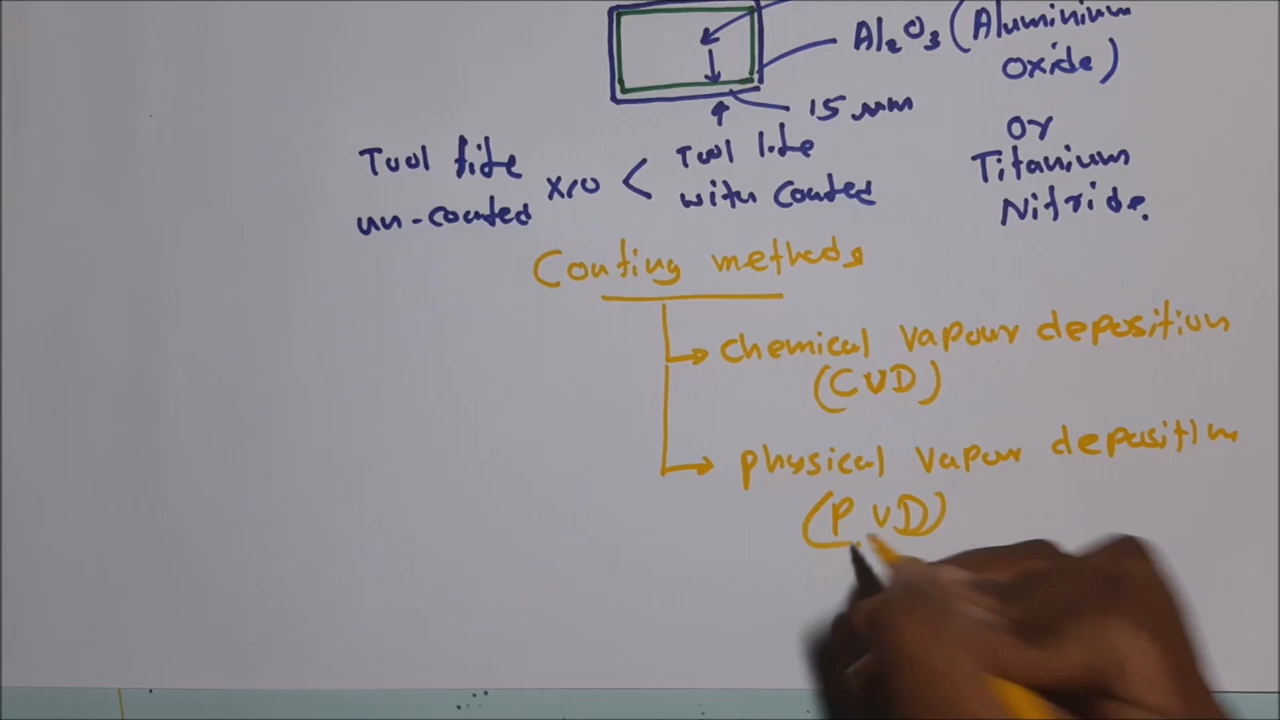 Al2O3 (Aluminium
oxide)
15 µm
or
Titanium
Nitride.
Tool life
un-coated
x10 <
Tool life
with coated
Coating methods
chemical vapour deposition
(CVD)
physical vapour deposition
(PVD)